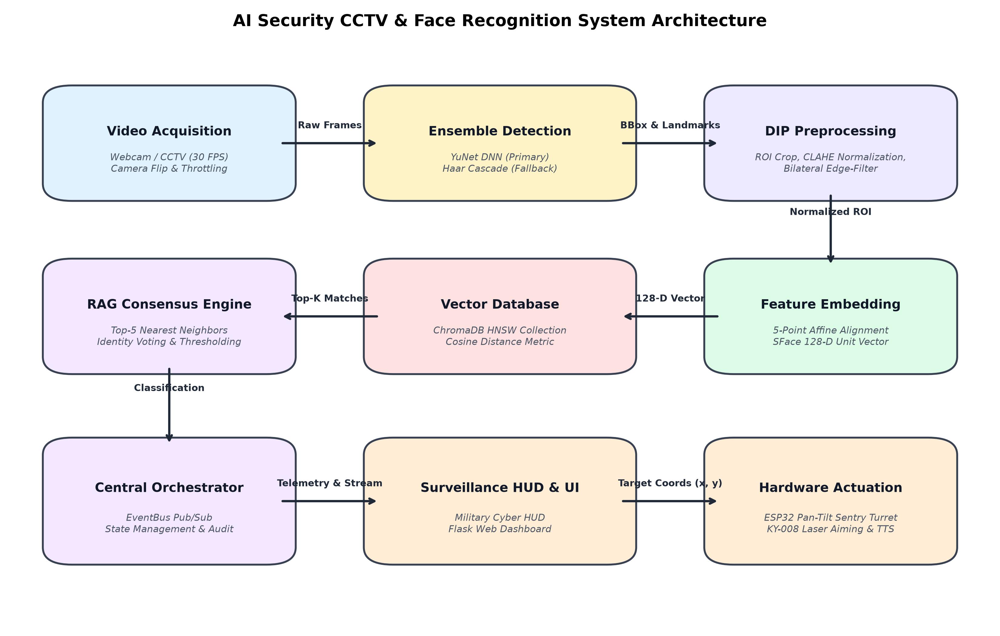 AI Security CCTV & Face Recognition System Architecture
Video Acquisition
Webcam / CCTV (30 FPS)
Camera Flip & Throttling
Raw Frames
Ensemble Detection
YuNet DNN (Primary)
Haar Cascade (Fallback)
BBox & Landmarks
DIP Preprocessing
ROI Crop, CLAHE Normalization,
Bilateral Edge-Filter
Normalized ROI
Feature Embedding
5-Point Affine Alignment
SFace 128-D Unit Vector
128-D Vector
Vector Database
ChromaDB HNSW Collection
Cosine Distance Metric
Top-K Matches
RAG Consensus Engine
Top-5 Nearest Neighbors
Identity Voting & Thresholding
Classification
Central Orchestrator
EventBus Pub/Sub
State Management & Audit
Telemetry & Stream
Surveillance HUD & UI
Military Cyber HUD
Flask Web Dashboard
Target Coords (x, y)
Hardware Actuation
ESP32 Pan-Tilt Sentry Turret
KY-008 Laser Aiming & TTS